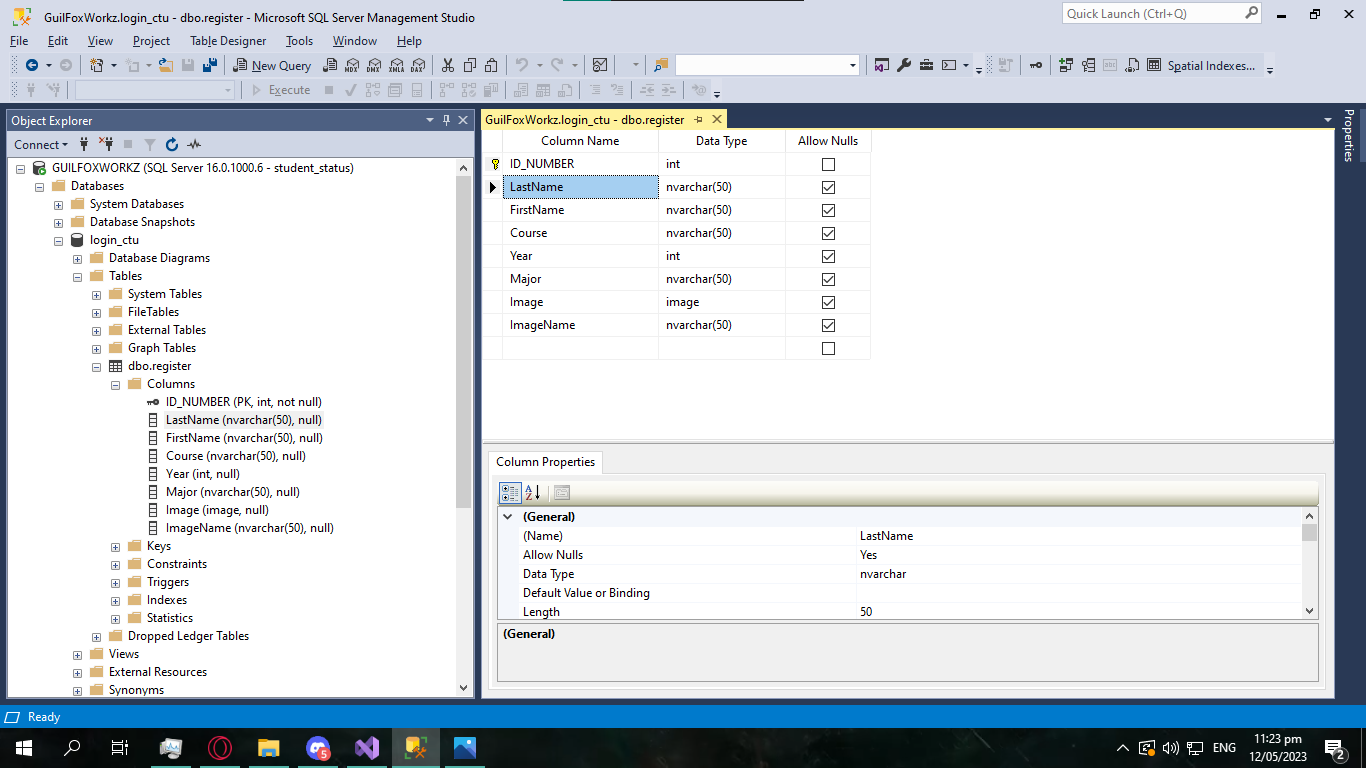 GuilFoxWorkz.login_ctu - dbo.register - Microsoft SQL Server Management Studio
Quick Launch (Ctrl+Q)
File Edit View Project Table Designer Tools Window Help
New Query MDX DMX XMLA DAX Spatial Indexes...
Execute
Object Explorer
Connect
GUILFOXWORKZ (SQL Server 16.0.1000.6 - student_status)
Databases
System Databases
Database Snapshots
login_ctu
Database Diagrams
Tables
System Tables
FileTables
External Tables
Graph Tables
dbo.register
Columns
ID_NUMBER (PK, int, not null)
LastName (nvarchar(50), null)
FirstName (nvarchar(50), null)
Course (nvarchar(50), null)
Year (int, null)
Major (nvarchar(50), null)
Image (image, null)
ImageName (nvarchar(50), null)
Keys
Constraints
Triggers
Indexes
Statistics
Dropped Ledger Tables
Views
External Resources
Synonyms
GuilFoxWorkz.login_ctu - dbo.register
Column Name Data Type Allow Nulls
ID_NUMBER int
LastName nvarchar(50)
FirstName nvarchar(50)
Course nvarchar(50)
Year int
Major nvarchar(50)
Image image
ImageName nvarchar(50)
Column Properties
(General)
(Name) LastName
Allow Nulls Yes
Data Type nvarchar
Default Value or Binding
Length 50
(General)
Properties
Ready
5
ENG
11:23 pm
12/05/2023
2